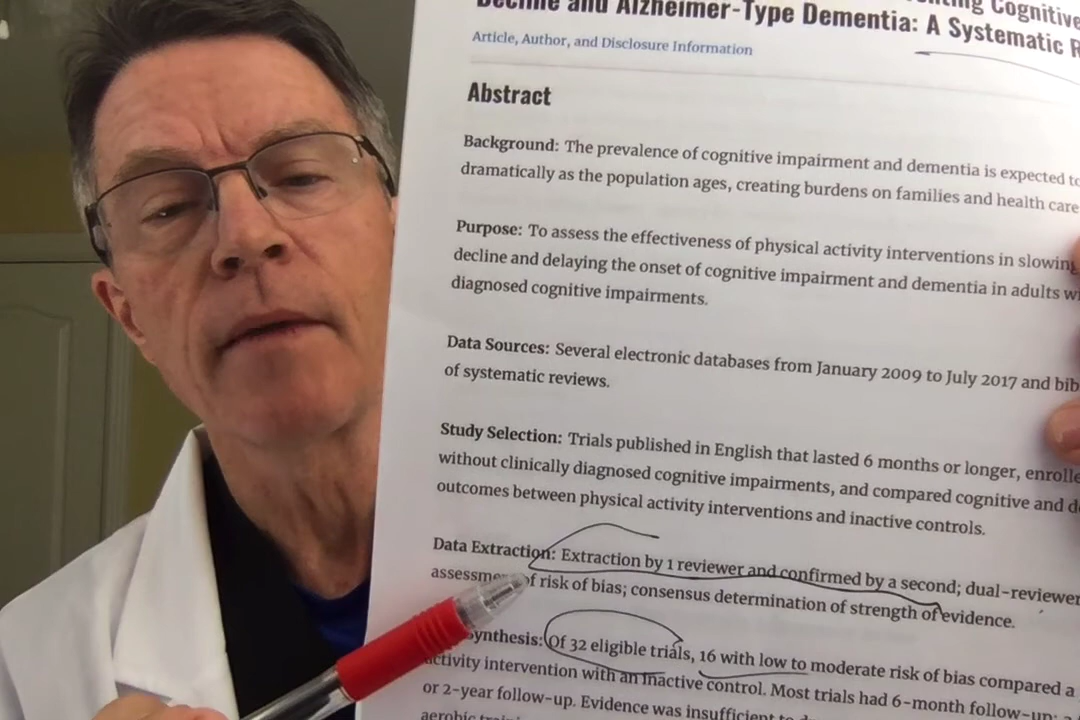 Cognitive
Decline and Alzheimer-Type Dementia: A Systematic
Article, Author, and Disclosure Information
Abstract
Background: The prevalence of cognitive impairment and dementia is expected to
dramatically as the population ages, creating burdens on families and health care
Purpose: To assess the effectiveness of physical activity interventions in slowing
decline and delaying the onset of cognitive impairment and dementia in adults
diagnosed cognitive impairments.
Data Sources: Several electronic databases from January 2009 to July 2017 and
of systematic reviews.
Study Selection: Trials published in English that lasted 6 months or longer,
without clinically diagnosed cognitive impairments, and compared cognitive and
outcomes between physical activity interventions and inactive controls.
Data Extraction: Extraction by 1 reviewer and confirmed by a second; dual-reviewer
of risk of bias; consensus determination of strength of evidence.
Synthesis: Of 32 eligible trials, 16 with low to moderate risk of bias compared a
activity intervention with an inactive control. Most trials had 6-month follow-up;
or 2-year follow-up. Evidence was insufficient to
aerobic